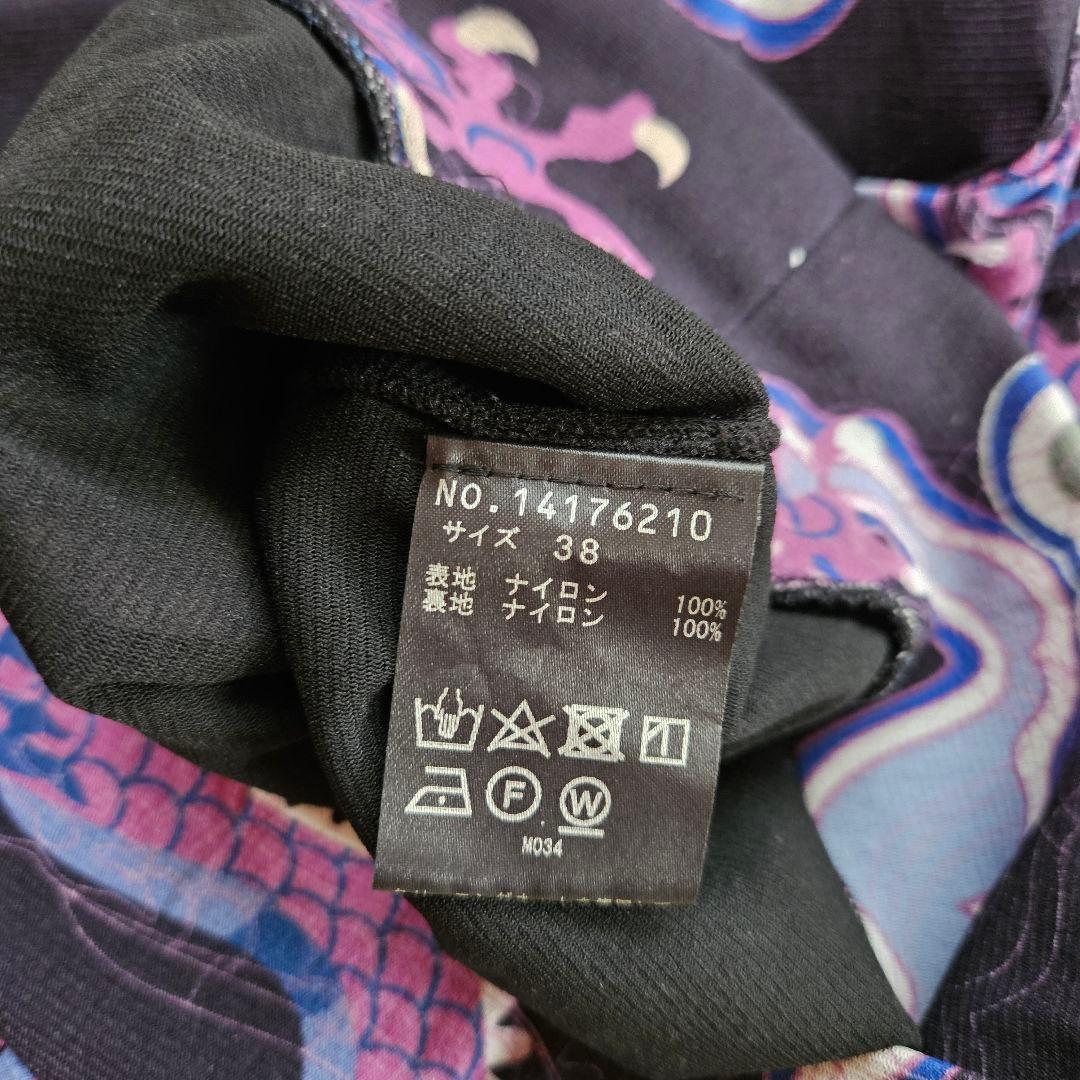 NO.14176210
サイズ 38
表地 ナイロン 100%
裏地 ナイロン 100%
F W
M034